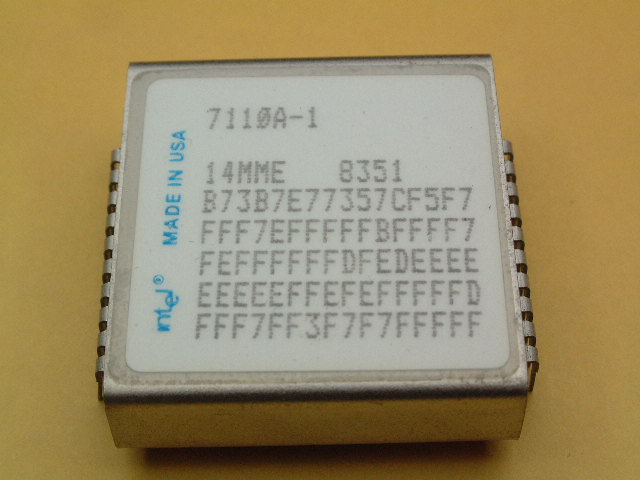 7110A-1
14MME 8351
B73B7E77357CF5F7
FFF7EFFFFFBFFFF7
FEFFFFFFDFEDEEEE
EEEEEFFEFEFFFFFD
FFF7FF3F7F7FFFFF
intel® MADE IN USA